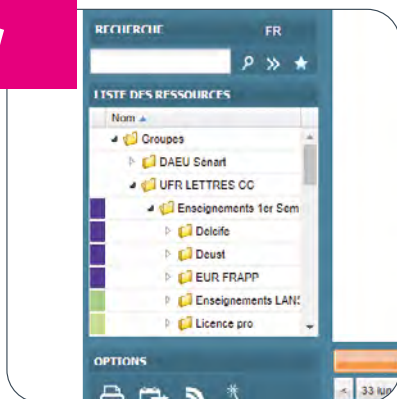 RECHERCHE FR
LISTE DES RESSOURCES
Nom
Groupes
DAEU Sénart
UFR LETTRES CC
Enseignements 1er Sem
Delcife
Deust
EUR FRAPP
Enseignements LANS
Licence pro
OPTIONS
< 33 lun